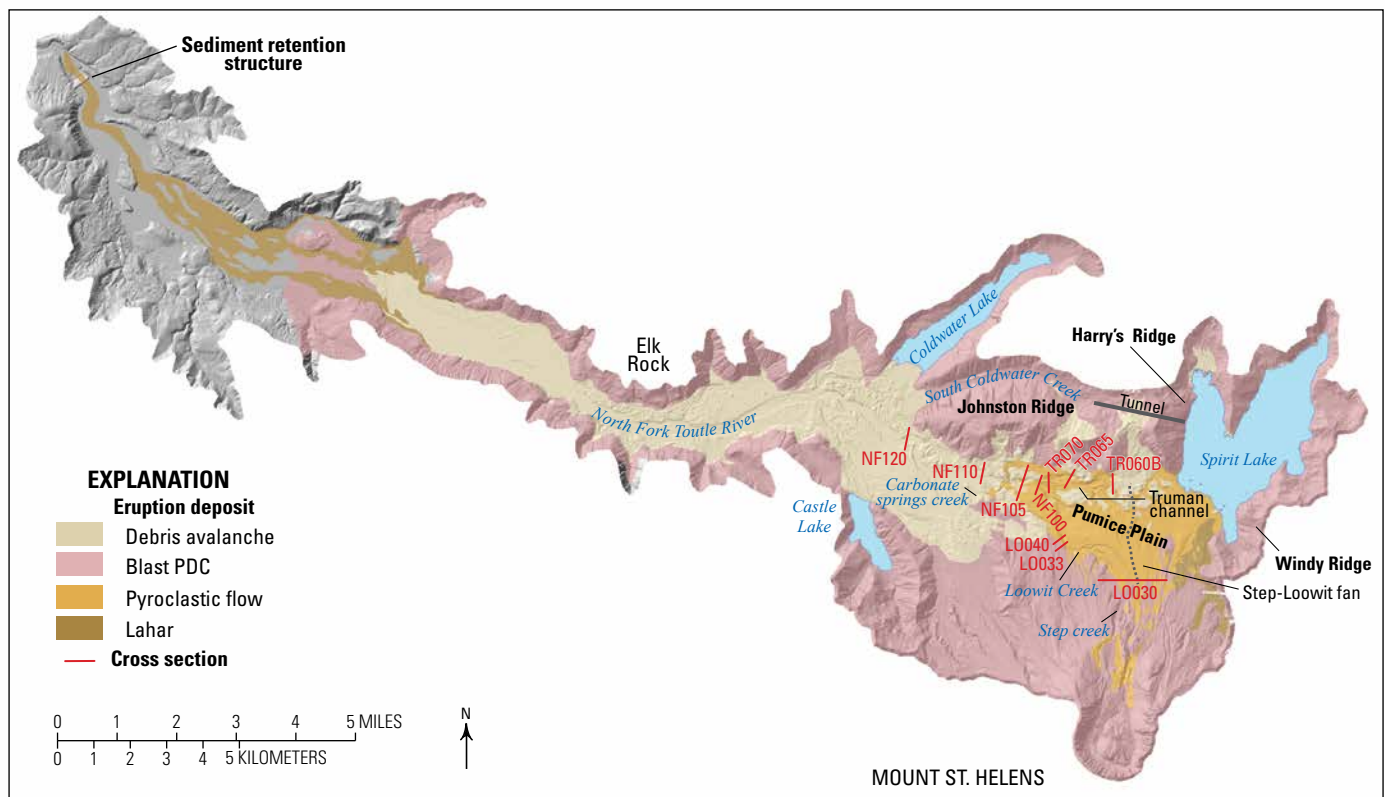 Sediment retention
structure
Elk
Rock
North Fork Toutle River
Coldwater Lake
South Coldwater Creek
Johnston Ridge
Harry's Ridge
Tunnel
Spirit Lake
NF120
NF110
Carbonate
springs creek
NF105
NF100
TR070
TR065
TR060B
Truman
channel
Pumice Plain
Castle
Lake
LO040
LO033
Loowit Creek
LO030
Step creek
Windy Ridge
Step-Loowit fan
MOUNT ST. HELENS
EXPLANATION
Eruption deposit
Debris avalanche
Blast PDC
Pyroclastic flow
Lahar
Cross section
0 1 2 3 4 5 MILES
0 1 2 3 4 5 KILOMETERS
N